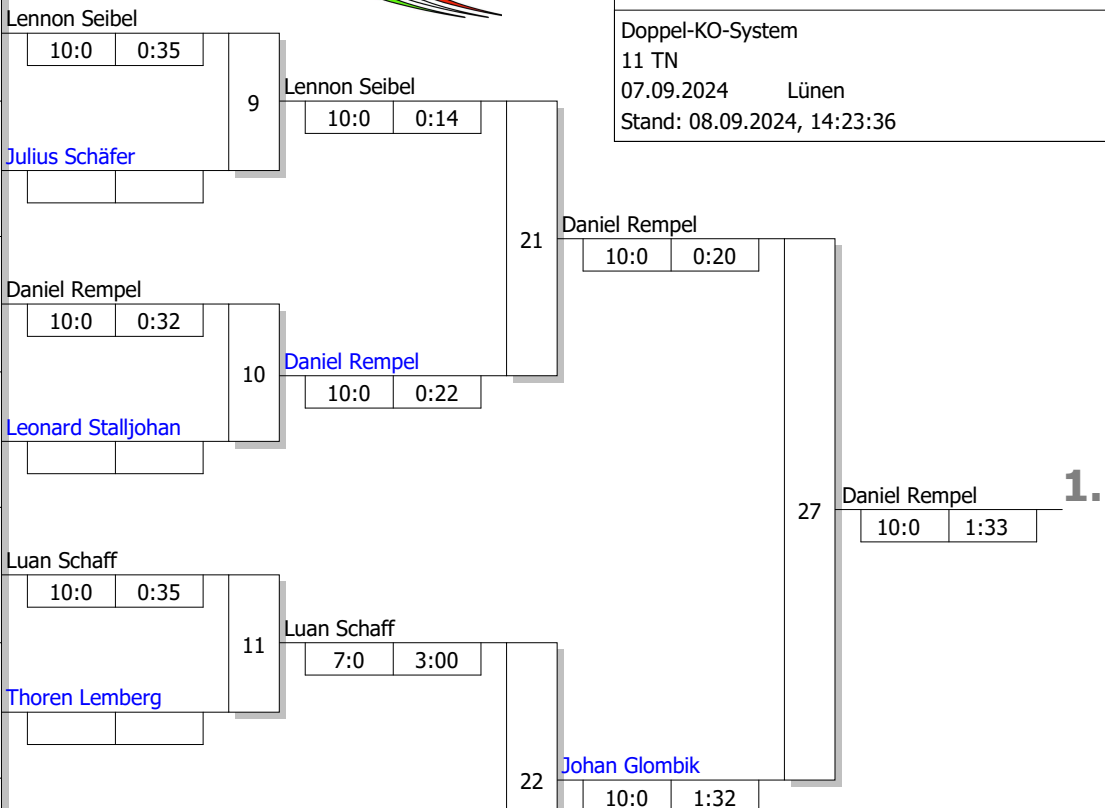 Lennon Seibel
10:0 0:35
9
Julius Schäfer
Lennon Seibel
10:0 0:14
Doppel-KO-System
11 TN
07.09.2024 Lünen
Stand: 08.09.2024, 14:23:36
21
Daniel Rempel
10:0 0:20
Daniel Rempel
10:0 0:32
10
Leonard Stalljohan
Daniel Rempel
10:0 0:22
27
Daniel Rempel
10:0 1:33
1.
Luan Schaff
10:0 0:35
11
Thoren Lemberg
Luan Schaff
7:0 3:00
22
Johan Glombik
10:0 1:32